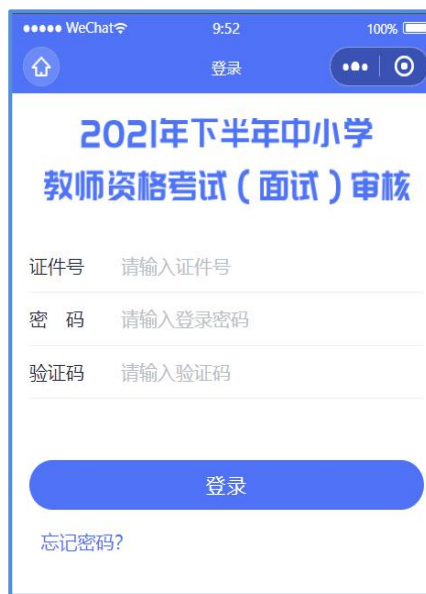 WeChat 9:52 100%
登录
2021年下半年中小学
教师资格考试（面试）审核
证件号 请输入证件号
密 码 请输入登录密码
验证码 请输入验证码
登录
忘记密码?